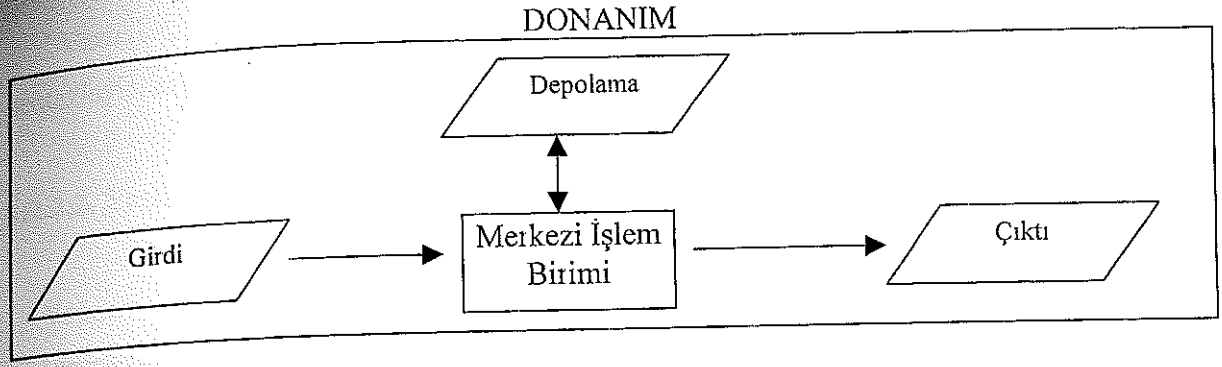 DONANIM
Depolama
Girdi
Merkezi İşlem
Birimi
Çıktı